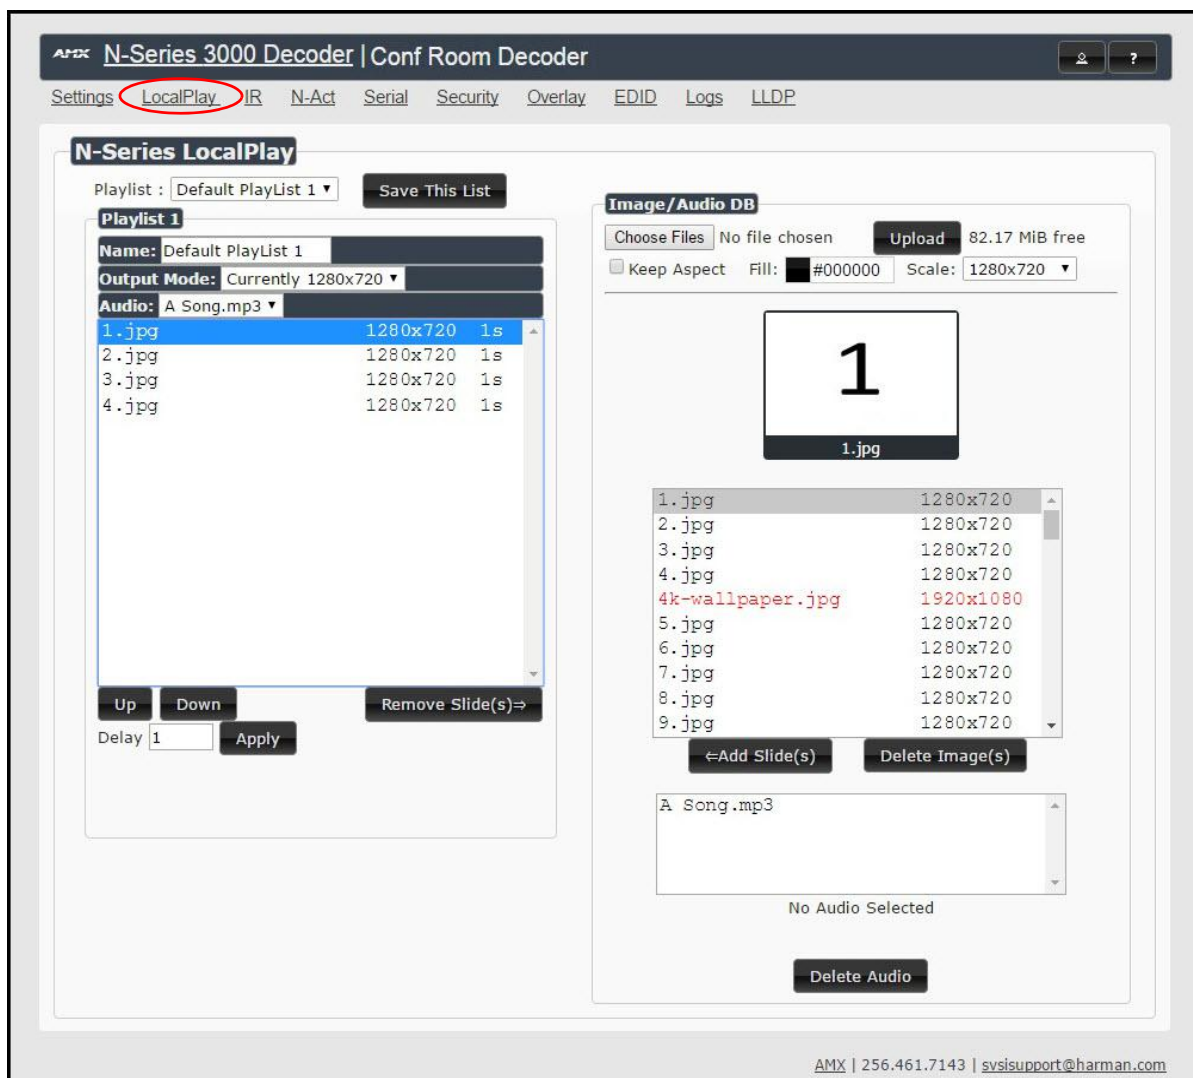 AMX N-Series 3000 Decoder | Conf Room Decoder ?
Settings LocalPlay IR N-Act Serial Security Overlay EDID Logs LLDP
N-Series LocalPlay
Playlist : Default PlayList 1 Save This List
Playlist 1
Name: Default PlayList 1
Output Mode: Currently 1280x720
Audio: A Song.mp3
1.jpg 1280x720 1s
2.jpg 1280x720 1s
3.jpg 1280x720 1s
4.jpg 1280x720 1s
Up Down Remove Slide(s)⇒
Delay 1 Apply
Image/Audio DB
Choose Files No file chosen Upload 82.17 MiB free
Keep Aspect Fill: #000000 Scale: 1280x720
1
1.jpg
1.jpg 1280x720
2.jpg 1280x720
3.jpg 1280x720
4.jpg 1280x720
4k-wallpaper.jpg 1920x1080
5.jpg 1280x720
6.jpg 1280x720
7.jpg 1280x720
8.jpg 1280x720
9.jpg 1280x720
⇐Add Slide(s) Delete Image(s)
A Song.mp3
No Audio Selected
Delete Audio
AMX | 256.461.7143 | svsisupport@harman.com